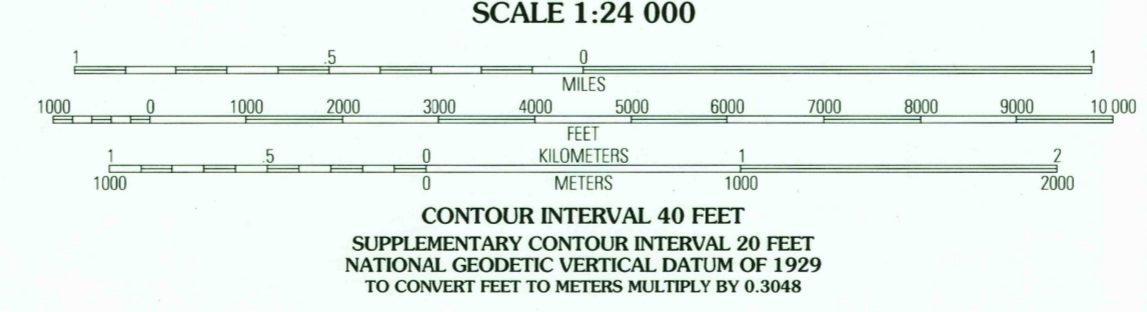 SCALE 1:24 000
1 .5 0 1
MILES
1000 0 1000 2000 3000 4000 5000 6000 7000 8000 9000 10 000
FEET
1 .5 0 KILOMETERS 1 2
1000 0 METERS 1000 2000
CONTOUR INTERVAL 40 FEET
SUPPLEMENTARY CONTOUR INTERVAL 20 FEET
NATIONAL GEODETIC VERTICAL DATUM OF 1929
TO CONVERT FEET TO METERS MULTIPLY BY 0.3048